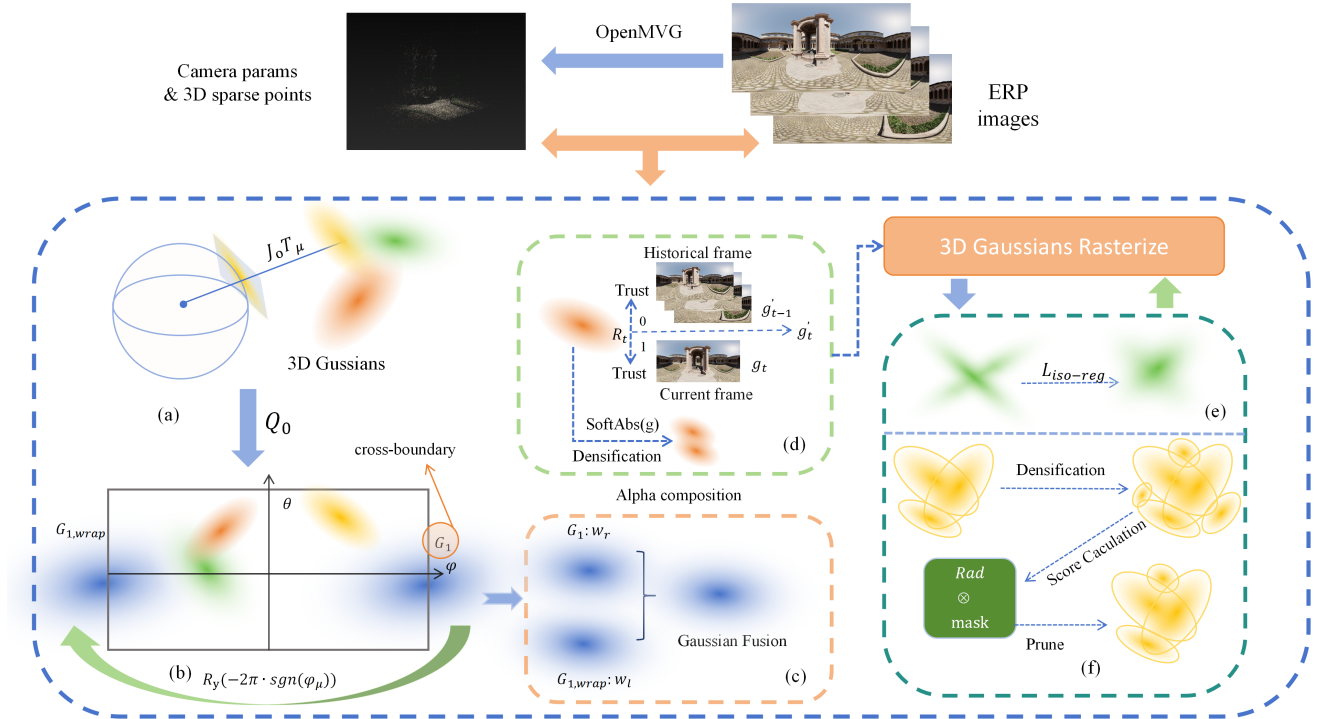 OpenMVG
Camera params
& 3D sparse points
ERP
images
J_oT_μ
3D Gussians
(a)
Q_0
cross-boundary
θ
G_{1,wrap}
G_1
φ
(b)
R_y(−2π · sgn(φ_μ))
Historical frame
Trust
g'_{t−1}
0
R_t
g'_t
1
Trust
g_t
Current frame
SoftAbs(g)
Densification
(d)
Alpha composition
G_1: w_r
Gaussian Fusion
G_{1,wrap}: w_l
(c)
3D Gaussians Rasterize
L_{iso−reg}
(e)
Densification
Score Caculation
Rad
⊗
mask
Prune
(f)